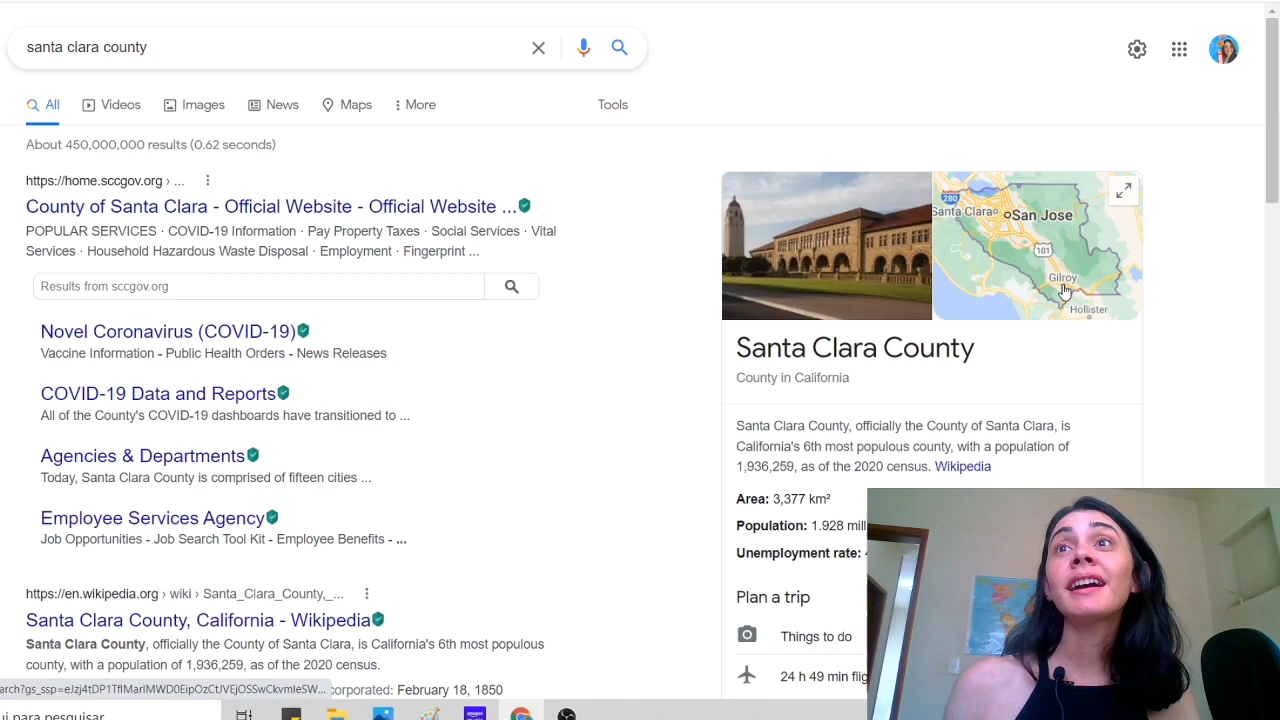 santa clara county
All
Videos
Images
News
Maps
More
Tools
About 450,000,000 results (0.62 seconds)
https://home.sccgov.org › ...
County of Santa Clara - Official Website - Official Website ...
POPULAR SERVICES · COVID-19 Information · Pay Property Taxes · Social Services · Vital
Services · Household Hazardous Waste Disposal · Employment · Fingerprint ...
Results from sccgov.org
Novel Coronavirus (COVID-19)
Vaccine Information - Public Health Orders - News Releases
COVID-19 Data and Reports
All of the County's COVID-19 dashboards have transitioned to ...
Agencies & Departments
Today, Santa Clara County is comprised of fifteen cities ...
Employee Services Agency
Job Opportunities - Job Search Tool Kit - Employee Benefits - ...
https://en.wikipedia.org › wiki › Santa_Clara_County,_...
Santa Clara County, California - Wikipedia
Santa Clara County, officially the County of Santa Clara, is California's 6th most populous
county, with a population of 1,936,259, as of the 2020 census.
corporated: February 18, 1850
ui para pesquisar
280
Santa Clara
San Jose
101
Gilroy
Hollister
Santa Clara County
County in California
Santa Clara County, officially the County of Santa Clara, is
California's 6th most populous county, with a population of
1,936,259, as of the 2020 census. Wikipedia
Area: 3,377 km²
Population: 1.928 mill
Unemployment rate:
Plan a trip
Things to do
24 h 49 min flig